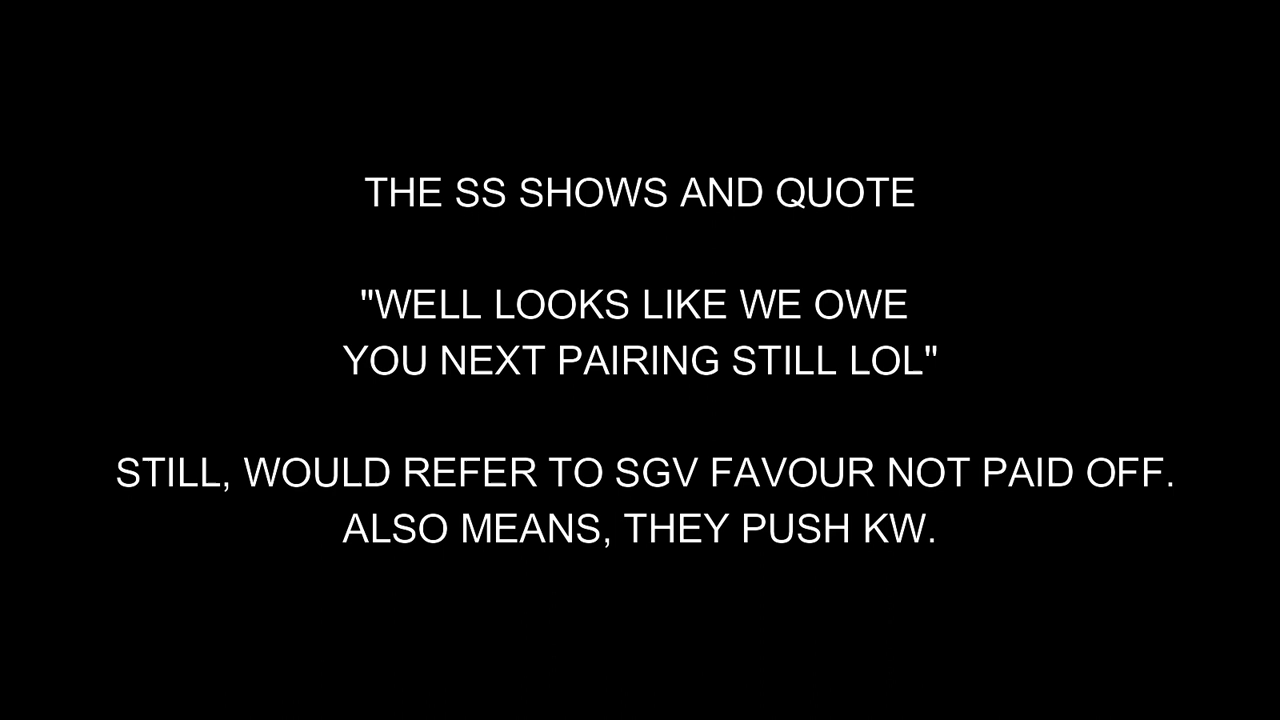 THE SS SHOWS AND QUOTE
"WELL LOOKS LIKE WE OWE
YOU NEXT PAIRING STILL LOL"
STILL, WOULD REFER TO SGV FAVOUR NOT PAID OFF.
ALSO MEANS, THEY PUSH KW.